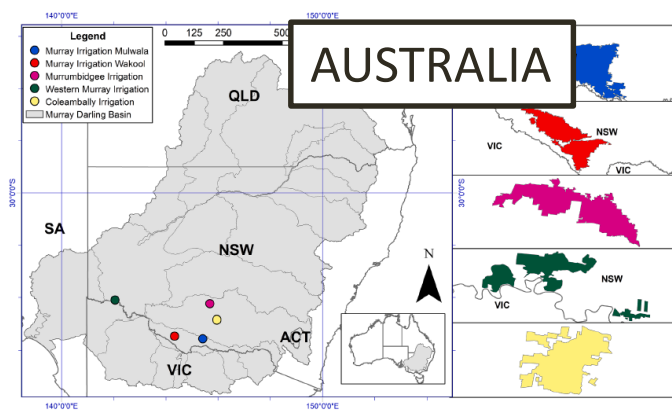 140°0'0"E
150°0'0"E
Legend
Murray Irrigation Mulwala
Murray Irrigation Wakool
Murrumbidgee Irrigation
Western Murray Irrigation
Coleambally Irrigation
Murray Darling Basin
0 125 250 500
AUSTRALIA
QLD
30°0'0"S
SA
NSW
ACT
VIC
N
VIC
NSW
VIC
30°0'0"S
NSW
VIC
140°0'0"E
150°0'0"E